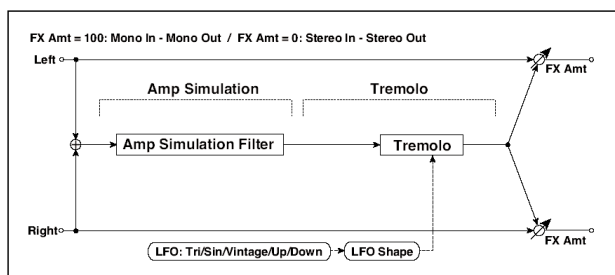 FX Amt = 100: Mono In - Mono Out / FX Amt = 0: Stereo In - Stereo Out
Left
FX Amt
Amp Simulation
Tremolo
Amp Simulation Filter
Tremolo
Right
FX Amt
LFO: Tri/Sin/Vintage/Up/Down
LFO Shape